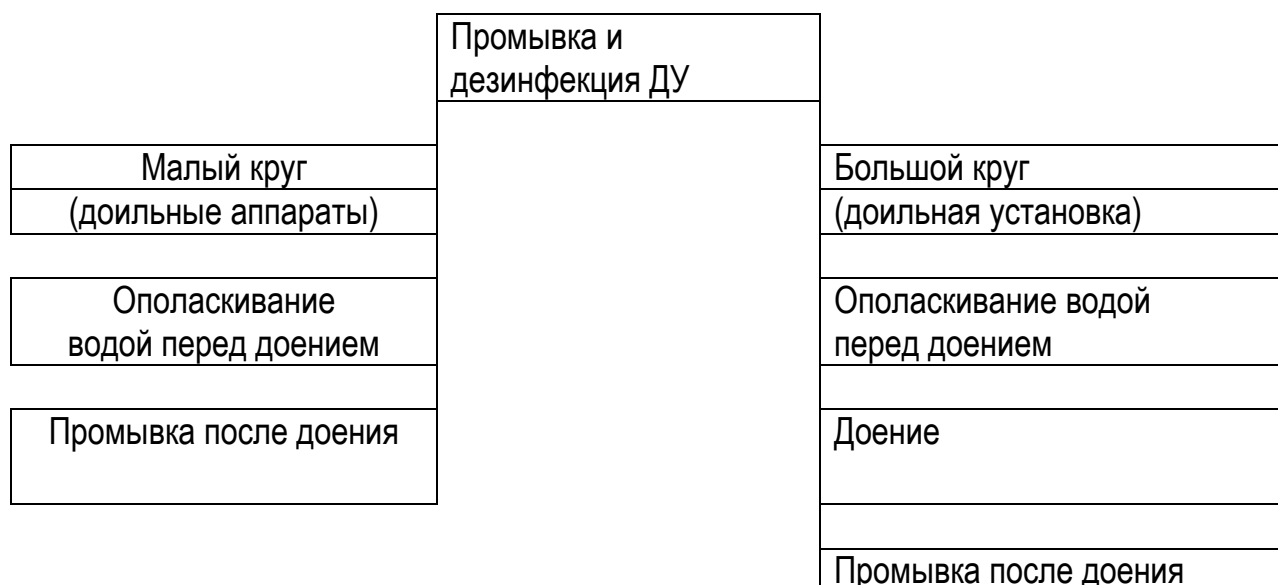 Промывка и
дезинфекция ДУ
Малый круг
Большой круг
(доильные аппараты)
(доильная установка)
Ополаскивание
водой перед доением
Ополаскивание водой
перед доением
Промывка после доения
Доение
Промывка после доения